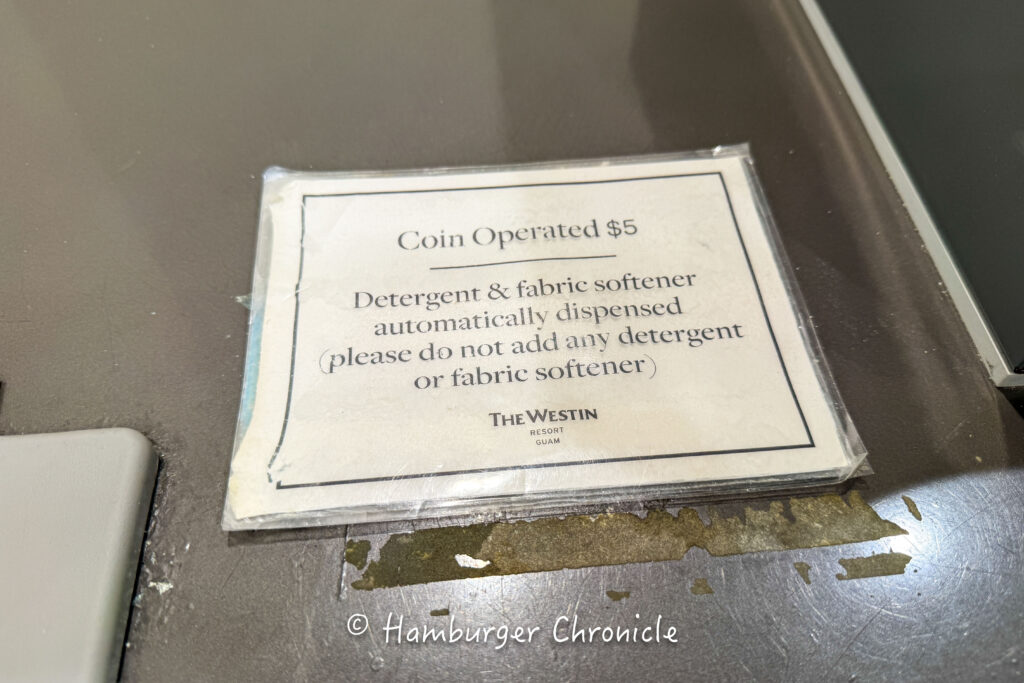 Coin Operated $5
Detergent & fabric softener
automatically dispensed
(please do not add any detergent
or fabric softener)
THE WESTIN
RESORT
GUAM
© Hamburger Chronicle